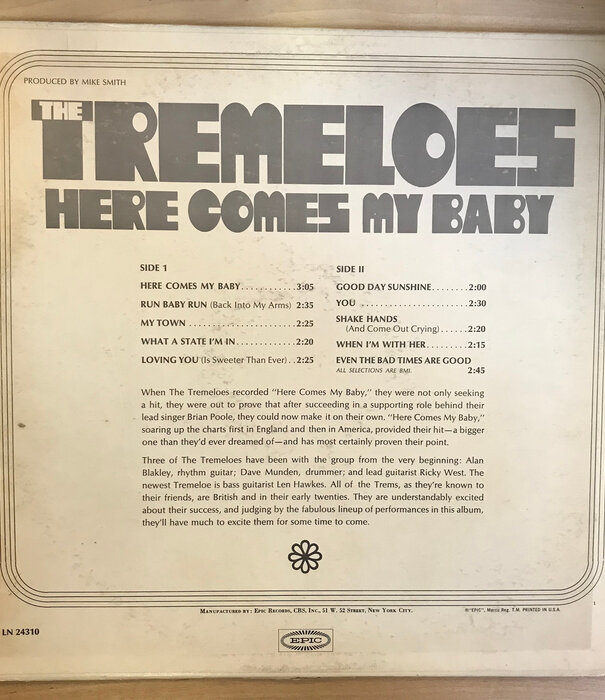 PRODUCED BY MIKE SMITH
THE
TREMELOES
HERE COMES MY BABY
SIDE 1
HERE COMES MY BABY............3:05
RUN BABY RUN (Back Into My Arms) 2:35
MY TOWN ......................2:25
WHAT A STATE I'M IN............2:20
LOVING YOU (Is Sweeter Than Ever)..2:25
SIDE II
GOOD DAY SUNSHINE........2:00
YOU ......................2:30
SHAKE HANDS
(And Come Out Crying)......2:20
WHEN I'M WITH HER.........2:15
EVEN THE BAD TIMES ARE GOOD
ALL SELECTIONS ARE BMI. 2:45
When The Tremeloes recorded "Here Comes My Baby," they were not only seeking
a hit, they were out to prove that after succeeding in a supporting role behind their
lead singer Brian Poole, they could now make it on their own. "Here Comes My Baby,"
soaring up the charts first in England and then in America, provided their hit—a bigger
one than they'd ever dreamed of—and has most certainly proven their point.
Three of The Tremeloes have been with the group from the very beginning: Alan
Blakley, rhythm guitar; Dave Munden, drummer; and lead guitarist Ricky West. The
newest Tremeloe is bass guitarist Len Hawkes. All of the Trems, as they're known to
their friends, are British and in their early twenties. They are understandably excited
about their success, and judging by the fabulous lineup of performances in this album,
they'll have much to excite them for some time to come.
1
Manufactured by: Epic Records, CBS, Inc., 51 W. 52 Street, New York City.
® "EPIC", Marca Reg. T.M. PRINTED IN U.S.A.
LN 24310
EPIC